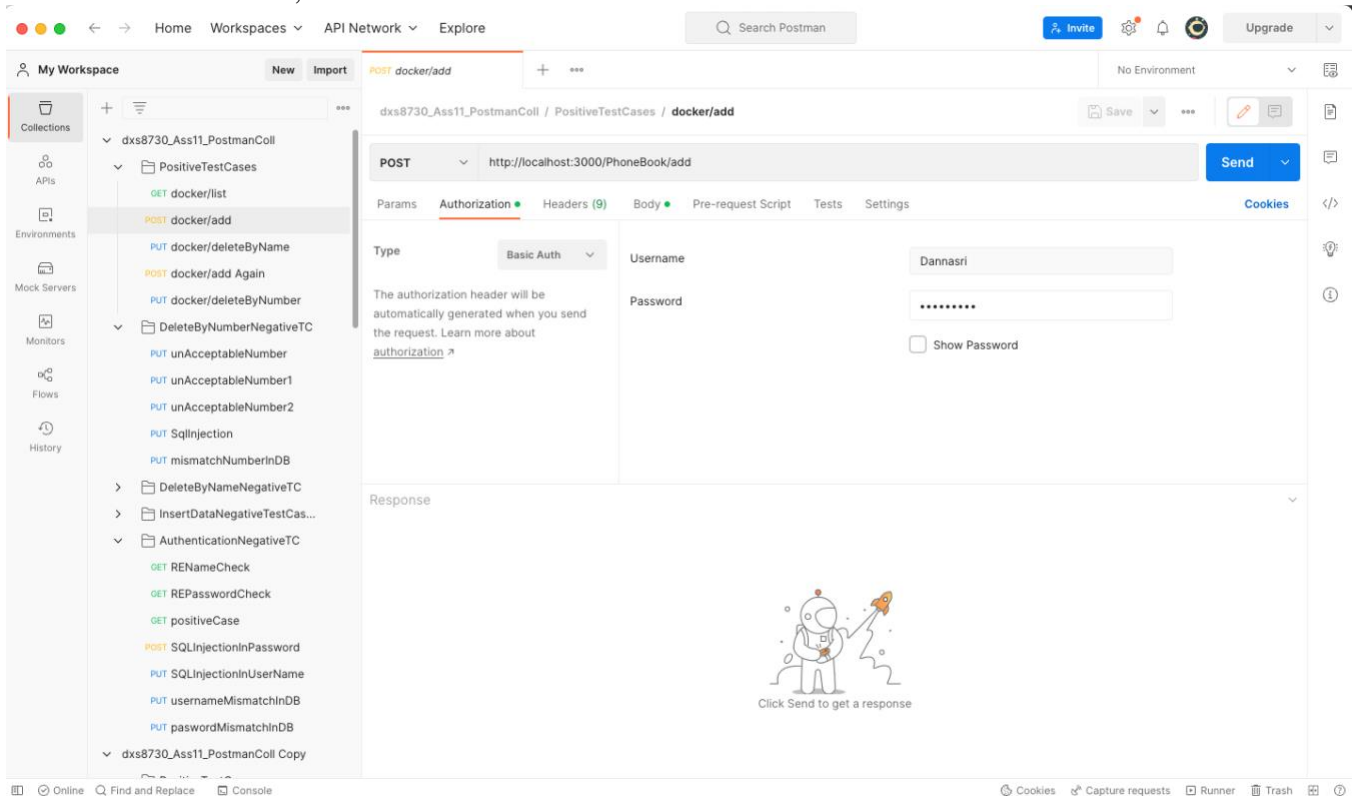 Home Workspaces API Network Explore Search Postman Invite Upgrade
My Workspace New Import POST docker/add No Environment
Collections
APIs
Environments
Mock Servers
Monitors
Flows
History
dxs8730_Ass11_PostmanColl
PositiveTestCases
GET docker/list
POST docker/add
PUT docker/deleteByName
POST docker/add Again
PUT docker/deleteByNumber
DeleteByNumberNegativeTC
PUT unAcceptableNumber
PUT unAcceptableNumber1
PUT unAcceptableNumber2
PUT SqlInjection
PUT mismatchNumberInDB
DeleteByNameNegativeTC
InsertDataNegativeTestCas...
AuthenticationNegativeTC
GET RENameCheck
GET REPasswordCheck
GET positiveCase
POST SQLInjectionInPassword
PUT SQLInjectionInUserName
PUT usernameMismatchInDB
PUT paswordMismatchInDB
dxs8730_Ass11_PostmanColl Copy
dxs8730_Ass11_PostmanColl / PositiveTestCases / docker/add Save
POST http://localhost:3000/PhoneBook/add Send
Params Authorization Headers (9) Body Pre-request Script Tests Settings Cookies
Type Basic Auth
The authorization header will be
automatically generated when you send
the request. Learn more about
authorization
Username Dannasri
Password •••••••••
Show Password
Response
Click Send to get a response
Online Find and Replace Console Cookies Capture requests Runner Trash